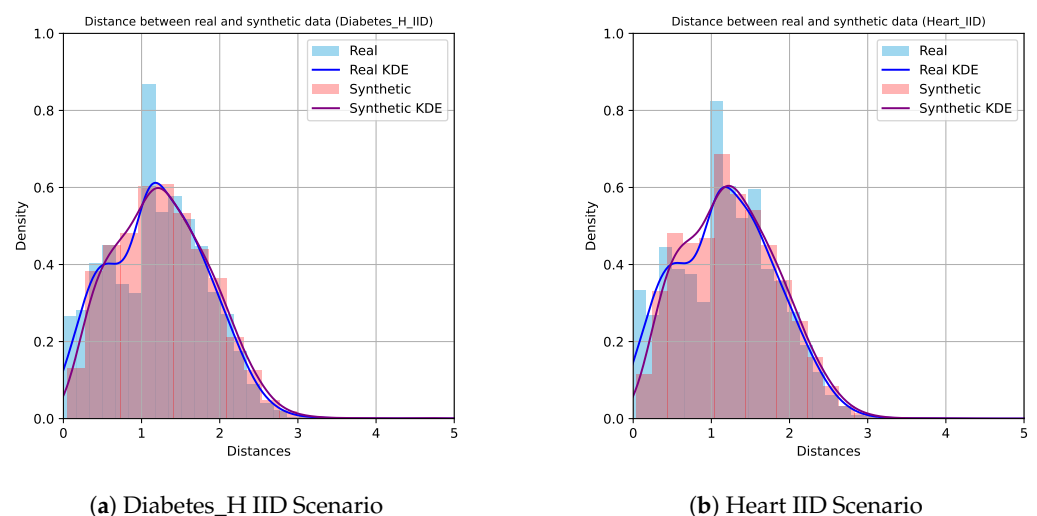 Distance between real and synthetic data (Diabetes_H_IID)
1.0
0.8
0.6
0.4
0.2
0.0
Density
0 1 2 3 4 5
Distances
Real
Real KDE
Synthetic
Synthetic KDE
(a) Diabetes_H IID Scenario
Distance between real and synthetic data (Heart_IID)
1.0
0.8
0.6
0.4
0.2
0.0
Density
0 1 2 3 4 5
Distances
Real
Real KDE
Synthetic
Synthetic KDE
(b) Heart IID Scenario